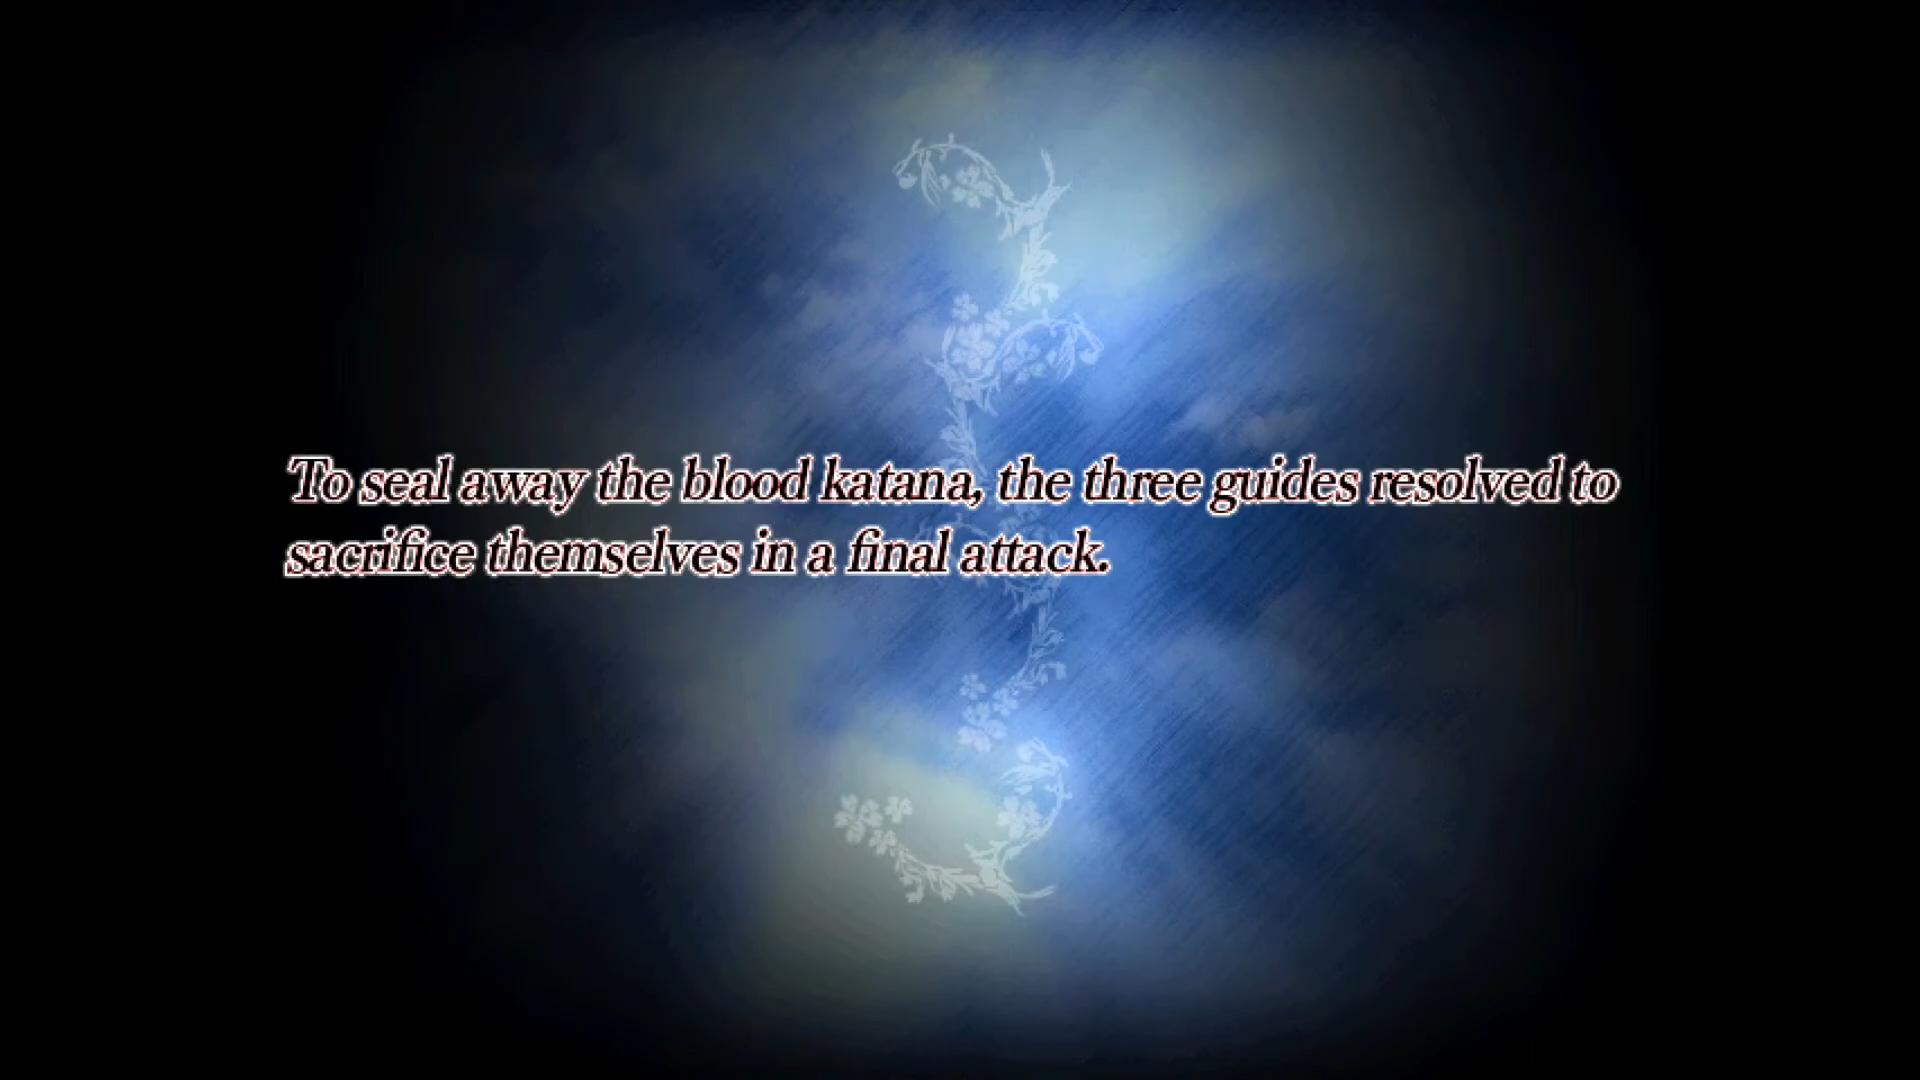 To seal away the blood katana, the three guides resolved to
sacrifice themselves in a final attack.